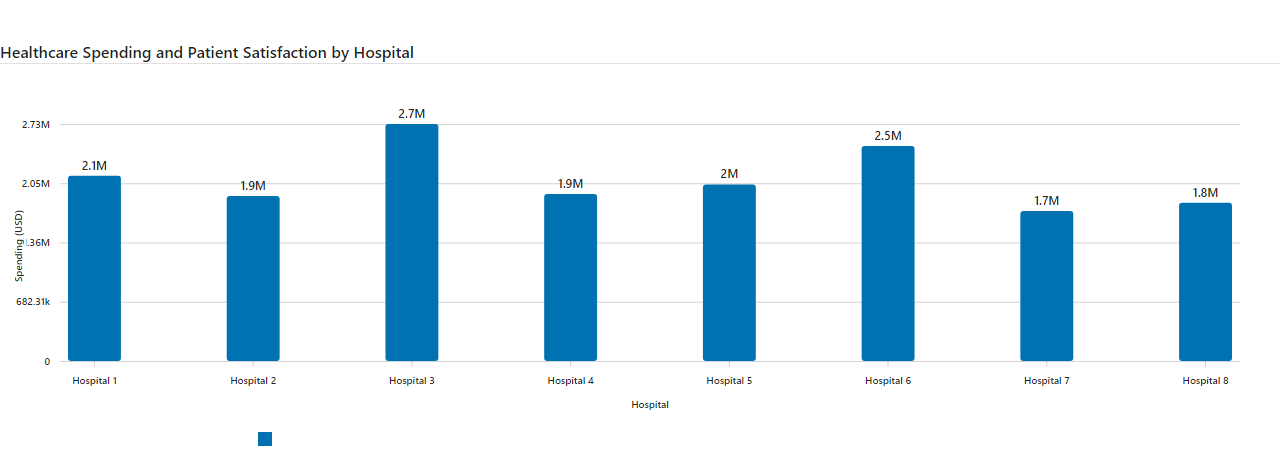 Healthcare Spending and Patient Satisfaction by Hospital
2.73M
2.05M
1.36M
682.31k
0
Spending (USD)
2.1M
1.9M
2.7M
1.9M
2M
2.5M
1.7M
1.8M
Hospital 1
Hospital 2
Hospital 3
Hospital 4
Hospital 5
Hospital 6
Hospital 7
Hospital 8
Hospital